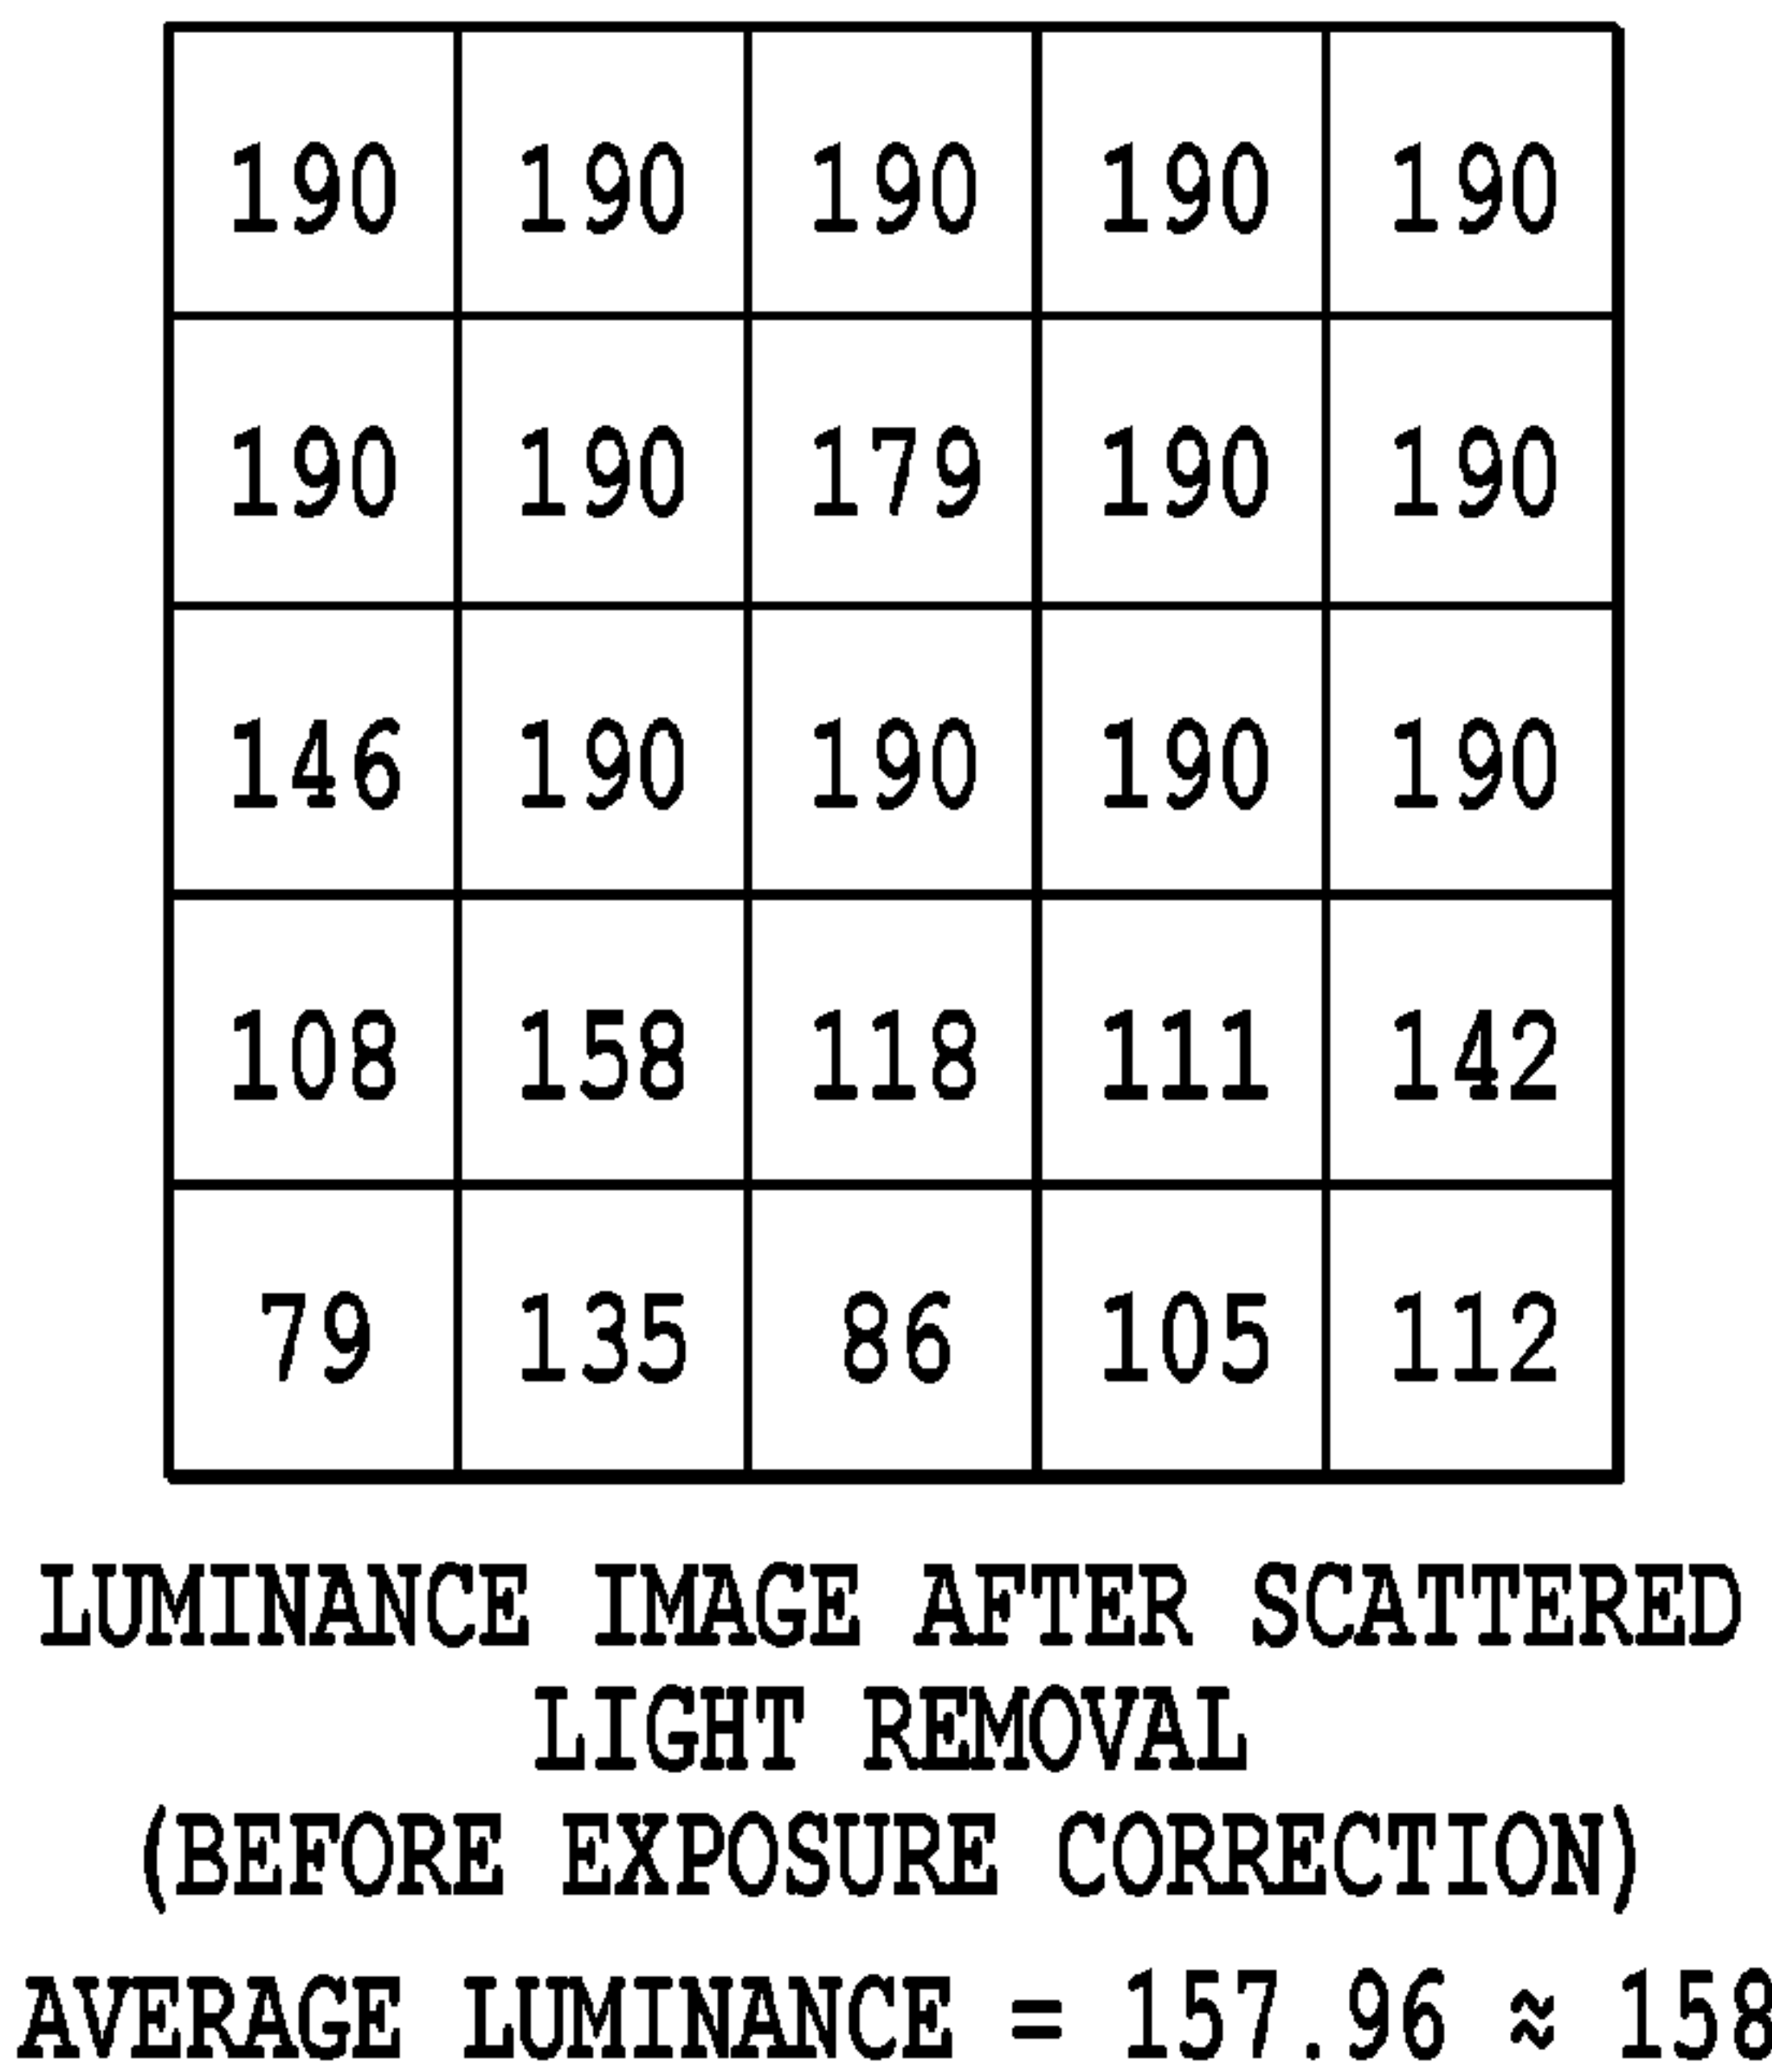 190 190 190 190 190
190 190 179 190 190
146 190 190 190 190
108 158 118 111 142
79 135 86 105 112
LUMINANCE IMAGE AFTER SCATTERED
LIGHT REMOVAL
(BEFORE EXPOSURE CORRECTION)
AVERAGE LUMINANCE = 157.96 ≈ 158